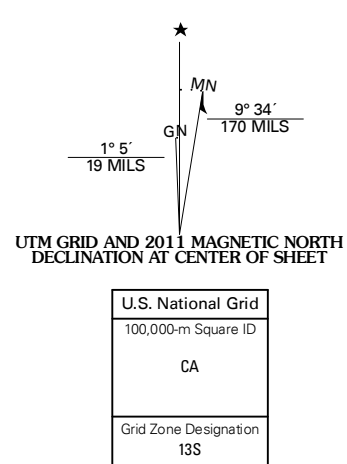 MN
9° 34´
170 MILS
GN
1° 5´
19 MILS
UTM GRID AND 2011 MAGNETIC NORTH
DECLINATION AT CENTER OF SHEET
U.S. National Grid
100,000-m Square ID
CA
Grid Zone Designation
13S